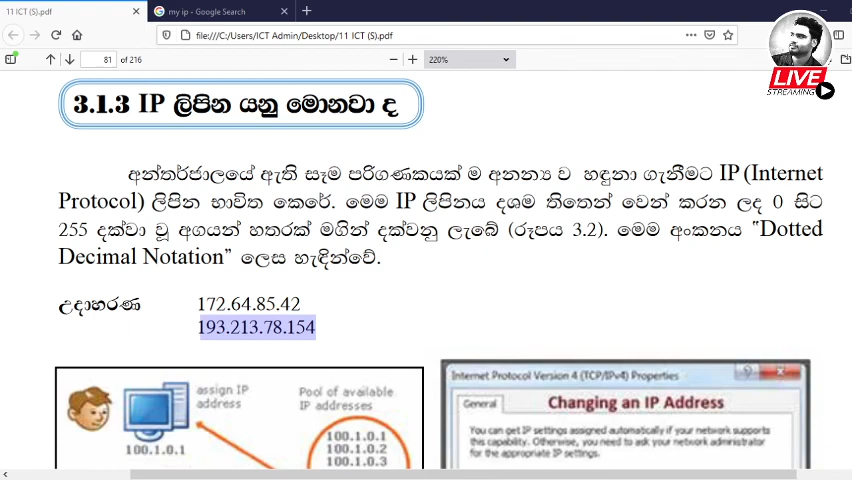 11 ICT (S).pdf
my ip - Google Search
file:///C:/Users/ICT Admin/Desktop/11 ICT (S).pdf
81 of 216
220%
LIVE
STREAMING
3.1.3 IP ලිපින යනු මොනවා ද
අන්තර්ජාලයේ ඇති සෑම පරිගණකයක් ම අනන්‍ය ව හඳුනා ගැනීමට IP (Internet
Protocol) ලිපින භාවිත කෙරේ. මෙම IP ලිපිනය දශම තිතෙන් වෙන් කරන ලද 0 සිට
255 දක්වා වූ අගයන් හතරක් මගින් දක්වනු ලැබේ (රූපය 3.2). මෙම අංකනය "Dotted
Decimal Notation" ලෙස හැඳින්වේ.
උදාහරණ 172.64.85.42
193.213.78.154
assign IP
address
100.1.0.1
Pool of available
IP addresses
100.1.0.1
100.1.0.2
100.1.0.3
Internet Protocol Version 4 (TCP/IPv4) Properties
General
Changing an IP Address
You can get IP settings assigned automatically if your network supports
this capability. Otherwise, you need to ask your network administrator
for the appropriate IP settings.